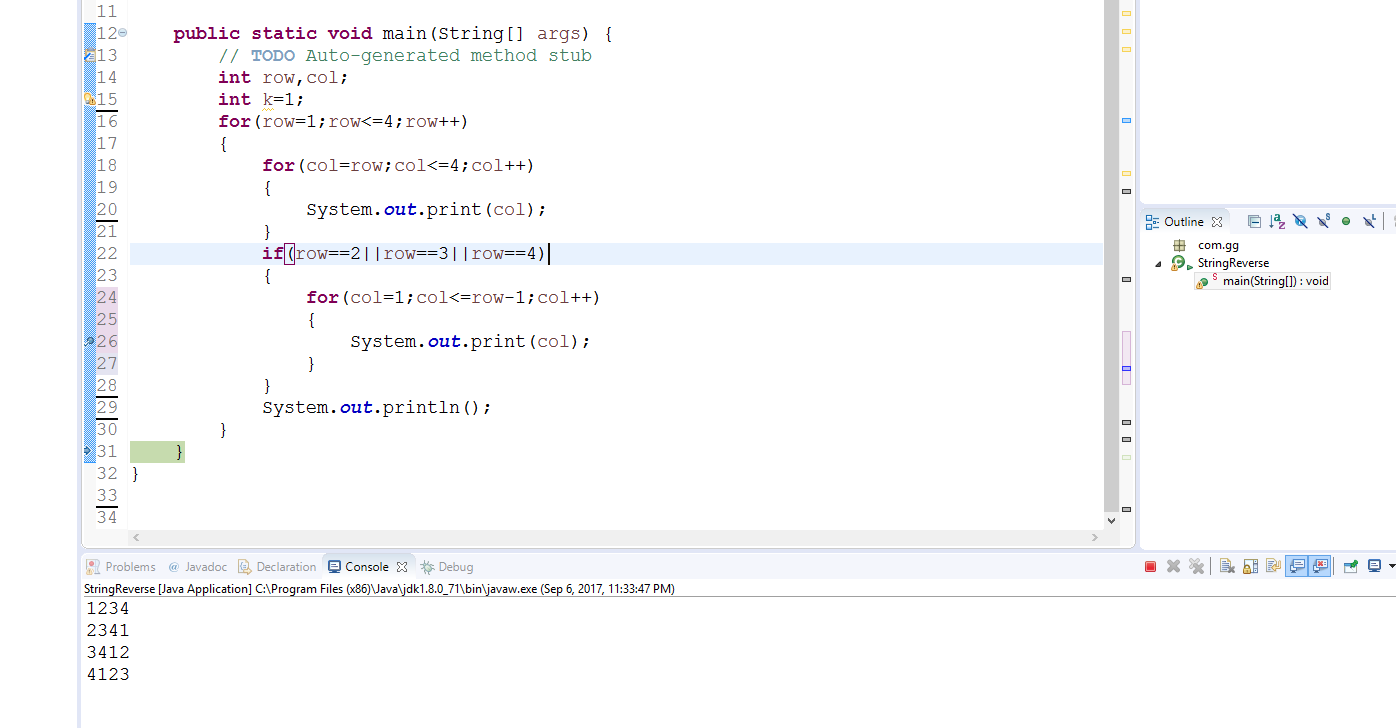 11
12 public static void main(String[] args) {
13 // TODO Auto-generated method stub
14 int row,col;
15 int k=1;
16 for(row=1;row<=4;row++)
17 {
18 for(col=row;col<=4;col++)
19 {
20 System.out.print(col);
21 }
22 if(row==2||row==3||row==4)
23 {
24 for(col=1;col<=row-1;col++)
25 {
26 System.out.print(col);
27 }
28 }
29 System.out.println();
30 }
31 }
32 }
33
34
Outline
com.gg
StringReverse
main(String[]) : void
Problems @ Javadoc Declaration Console Debug
StringReverse [Java Application] C:\Program Files (x86)\Java\jdk1.8.0_71\bin\javaw.exe (Sep 6, 2017, 11:33:47 PM)
1234
2341
3412
4123